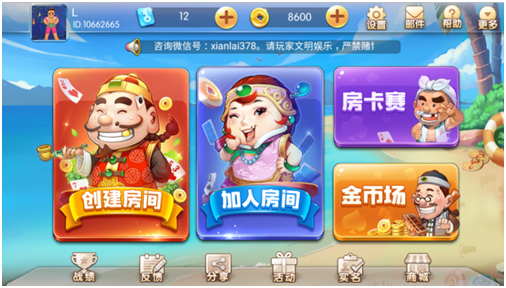 L
ID:10662665
12
8600
设置
邮件
帮助
更多
咨询微信号：xianlai378。请玩家文明娱乐，严禁赌
创建房间
加人房间
房卡赛
金币场
战绩
反馈
分享
活动
实名
商城